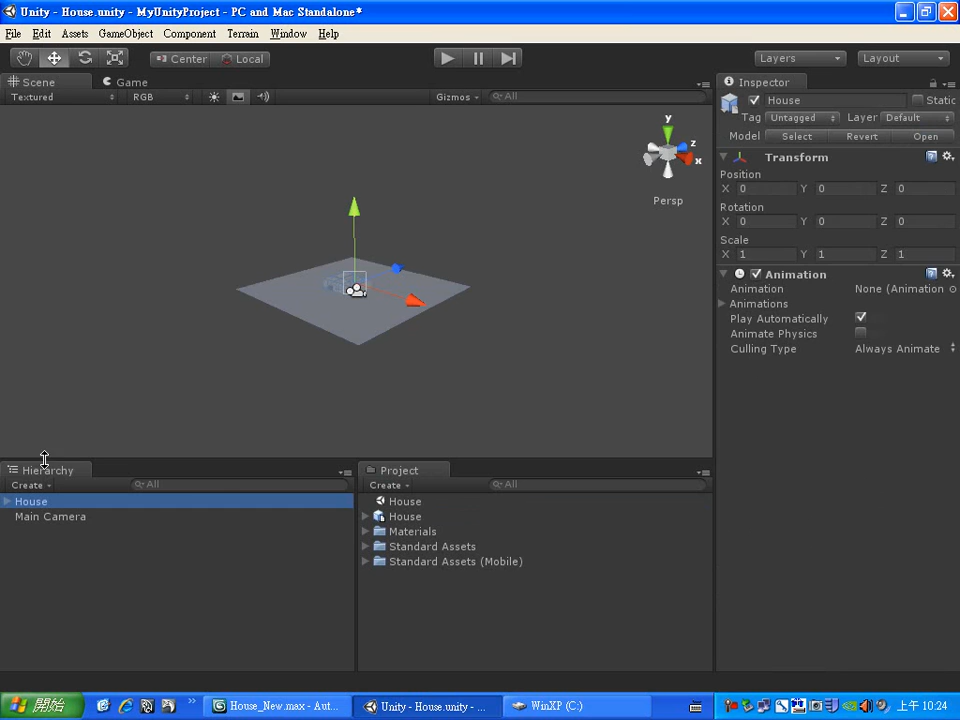 Unity - House.unity - MyUnityProject - PC and Mac Standalone*
File Edit Assets GameObject Component Terrain Window Help
Center Local Layers Layout
Scene Game Inspector
Textured RGB Gizmos All
House Static
Tag Untagged Layer Default
Model Select Revert Open
Transform
Position
X 0 Y 0 Z 0
Rotation
X 0 Y 0 Z 0
Scale
X 1 Y 1 Z 1
y
z
x
Persp
Animation
Animation None (Animation
Animations
Play Automatically
Animate Physics
Culling Type Always Animate
Hierarchy Project
Create All Create All
House House
Main Camera House
Materials
Standard Assets
Standard Assets (Mobile)
開始 House_New.max - Aut... Unity - House.unity - ... WinXP (C:) 上午 10:24